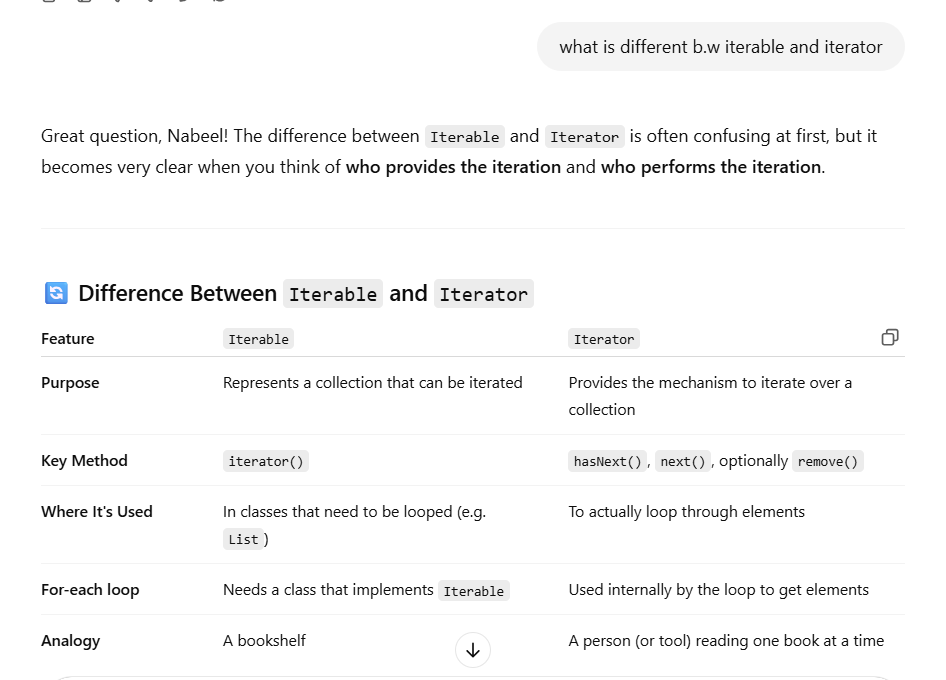 what is different b.w iterable and iterator
Great question, Nabeel! The difference between Iterable and Iterator is often confusing at first, but it
becomes very clear when you think of who provides the iteration and who performs the iteration.
Difference Between Iterable and Iterator
Feature Iterable Iterator
Purpose Represents a collection that can be iterated Provides the mechanism to iterate over a
collection
Key Method iterator() hasNext(), next(), optionally remove()
Where It's Used In classes that need to be looped (e.g. To actually loop through elements
List)
For-each loop Needs a class that implements Iterable Used internally by the loop to get elements
Analogy A bookshelf A person (or tool) reading one book at a time